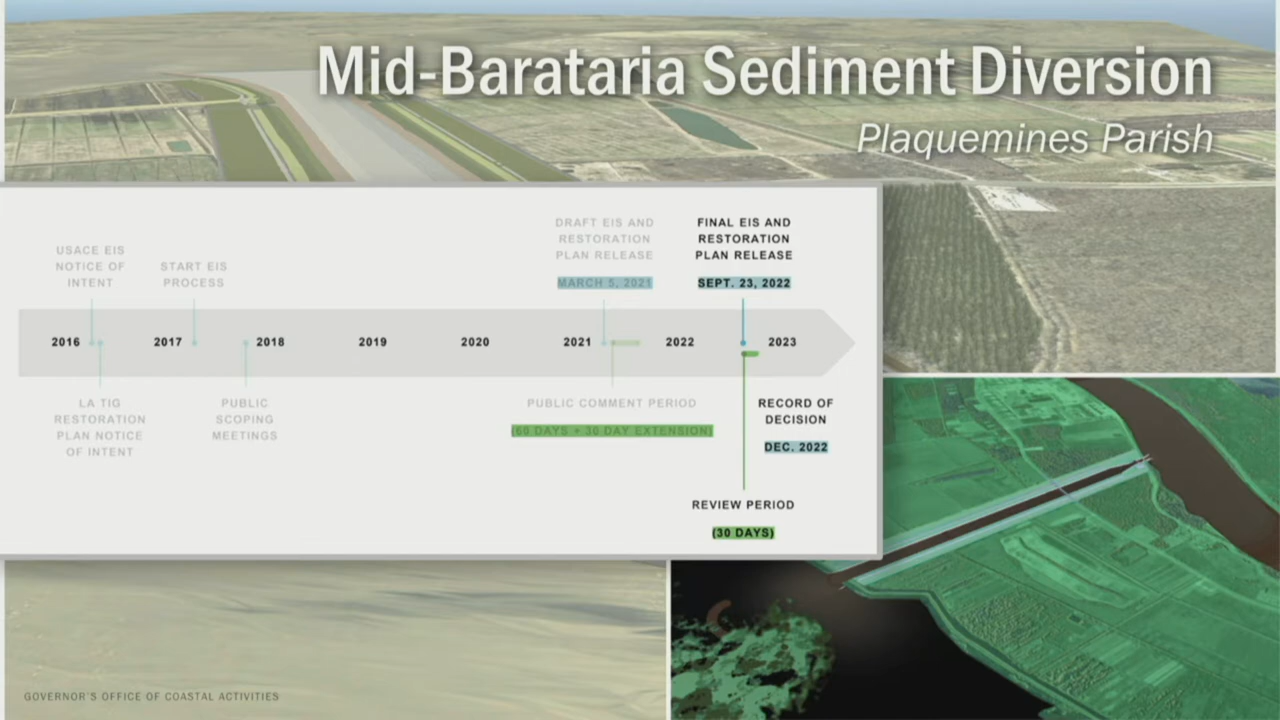 Mid-Barataria Sediment Diversion
Plaquemines Parish
USACE EIS
NOTICE OF
INTENT
START EIS
PROCESS
DRAFT EIS AND
RESTORATION
PLAN RELEASE
MARCH 5, 2021
FINAL EIS AND
RESTORATION
PLAN RELEASE
SEPT. 23, 2022
2016 2017 2018 2019 2020 2021 2022 2023
LA TIG
RESTORATION
PLAN NOTICE
OF INTENT
PUBLIC
SCOPING
MEETINGS
PUBLIC COMMENT PERIOD
(60 DAYS + 30 DAY EXTENSION)
RECORD OF
DECISION
DEC. 2022
REVIEW PERIOD
(30 DAYS)
GOVERNOR'S OFFICE OF COASTAL ACTIVITIES